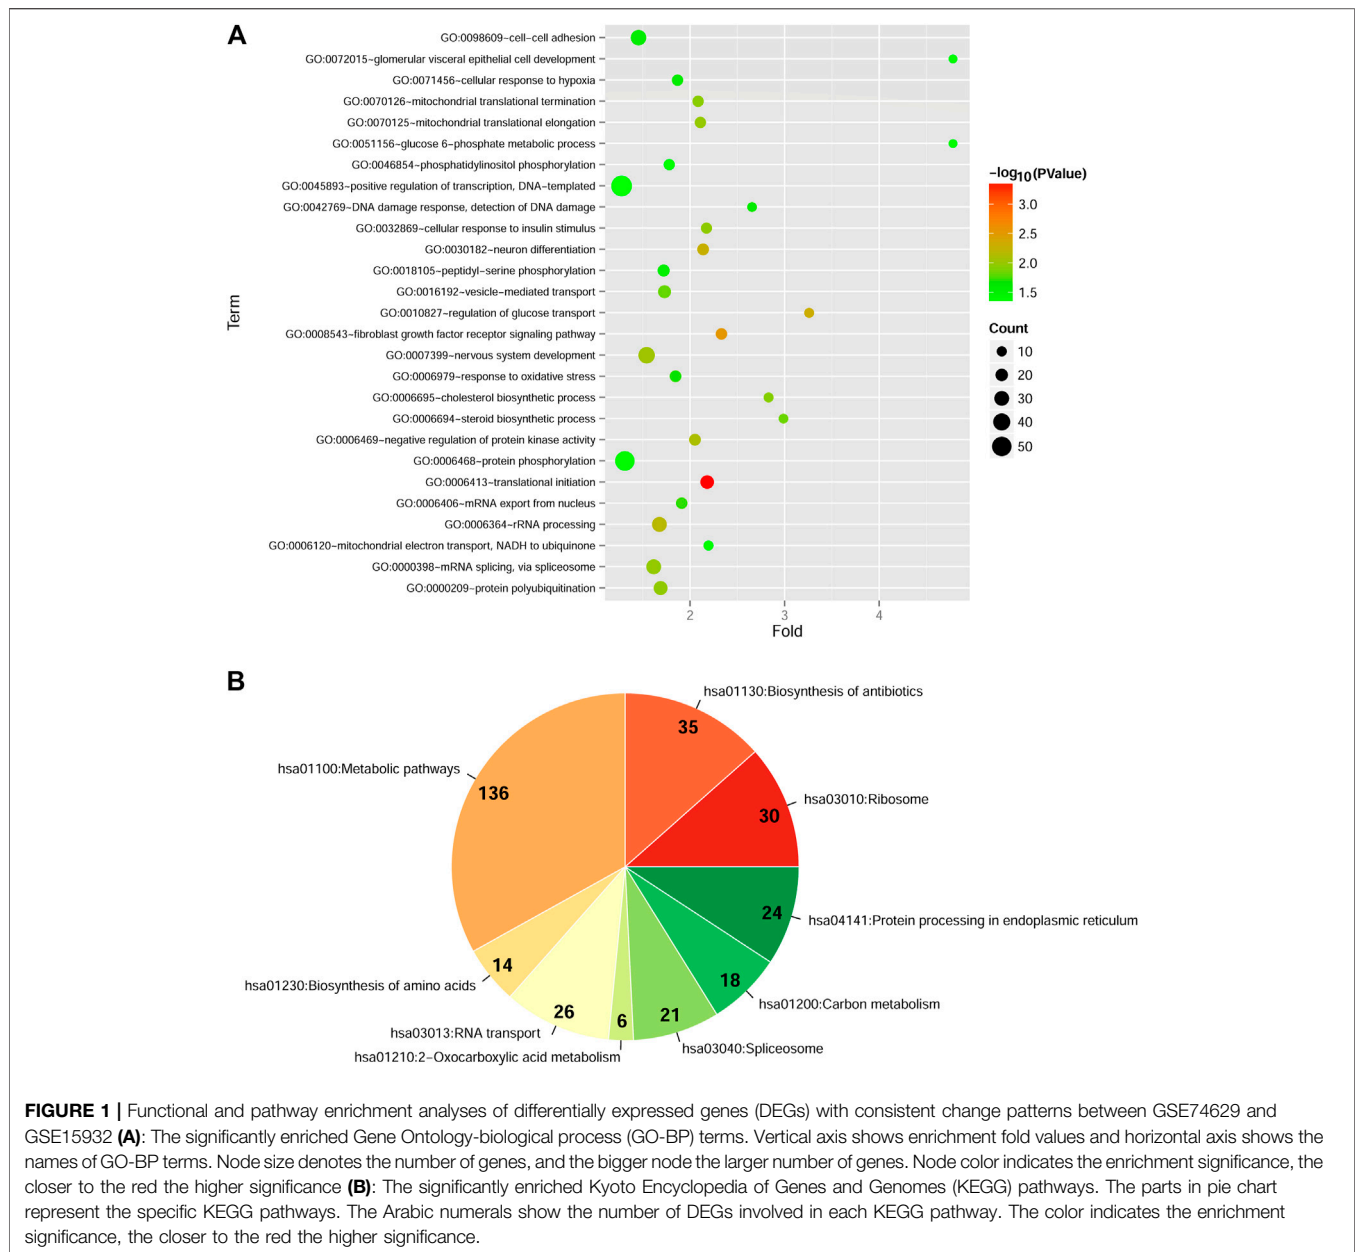 A
GO:0098609~cell-cell adhesion
GO:0072015~glomerular visceral epithelial cell development
GO:0071456~cellular response to hypoxia
GO:0070126~mitochondrial translational termination
GO:0070125~mitochondrial translational elongation
GO:0051156~glucose 6-phosphate metabolic process
GO:0046854~phosphatidylinositol phosphorylation
GO:0045893~positive regulation of transcription, DNA-templated
GO:0042769~DNA damage response, detection of DNA damage
GO:0032869~cellular response to insulin stimulus
GO:0030182~neuron differentiation
GO:0018105~peptidyl-serine phosphorylation
GO:0016192~vesicle-mediated transport
GO:0010827~regulation of glucose transport
GO:0008543~fibroblast growth factor receptor signaling pathway
GO:0007399~nervous system development
GO:0006979~response to oxidative stress
GO:0006695~cholesterol biosynthetic process
GO:0006694~steroid biosynthetic process
GO:0006469~negative regulation of protein kinase activity
GO:0006468~protein phosphorylation
GO:0006413~translational initiation
GO:0006406~mRNA export from nucleus
GO:0006364~rRNA processing
GO:0006120~mitochondrial electron transport, NADH to ubiquinone
GO:0000398~mRNA splicing, via spliceosome
GO:0000209~protein polyubiquitination
Term
2 3 4
Fold
-log10(PValue)
3.0
2.5
2.0
1.5
Count
10
20
30
40
50
B
hsa01130:Biosynthesis of antibiotics
35
hsa01100:Metabolic pathways
136
hsa03010:Ribosome
30
24
hsa04141:Protein processing in endoplasmic reticulum
14
hsa01230:Biosynthesis of amino acids
18
hsa01200:Carbon metabolism
26
hsa03013:RNA transport
6
hsa01210:2-Oxocarboxylic acid metabolism
21
hsa03040:Spliceosome
FIGURE 1 | Functional and pathway enrichment analyses of differentially expressed genes (DEGs) with consistent change patterns between GSE74629 and
GSE15932 (A): The significantly enriched Gene Ontology-biological process (GO-BP) terms. Vertical axis shows enrichment fold values and horizontal axis shows the
names of GO-BP terms. Node size denotes the number of genes, and the bigger node the larger number of genes. Node color indicates the enrichment significance, the
closer to the red the higher significance (B): The significantly enriched Kyoto Encyclopedia of Genes and Genomes (KEGG) pathways. The parts in pie chart
represent the specific KEGG pathways. The Arabic numerals show the number of DEGs involved in each KEGG pathway. The color indicates the enrichment
significance, the closer to the red the higher significance.